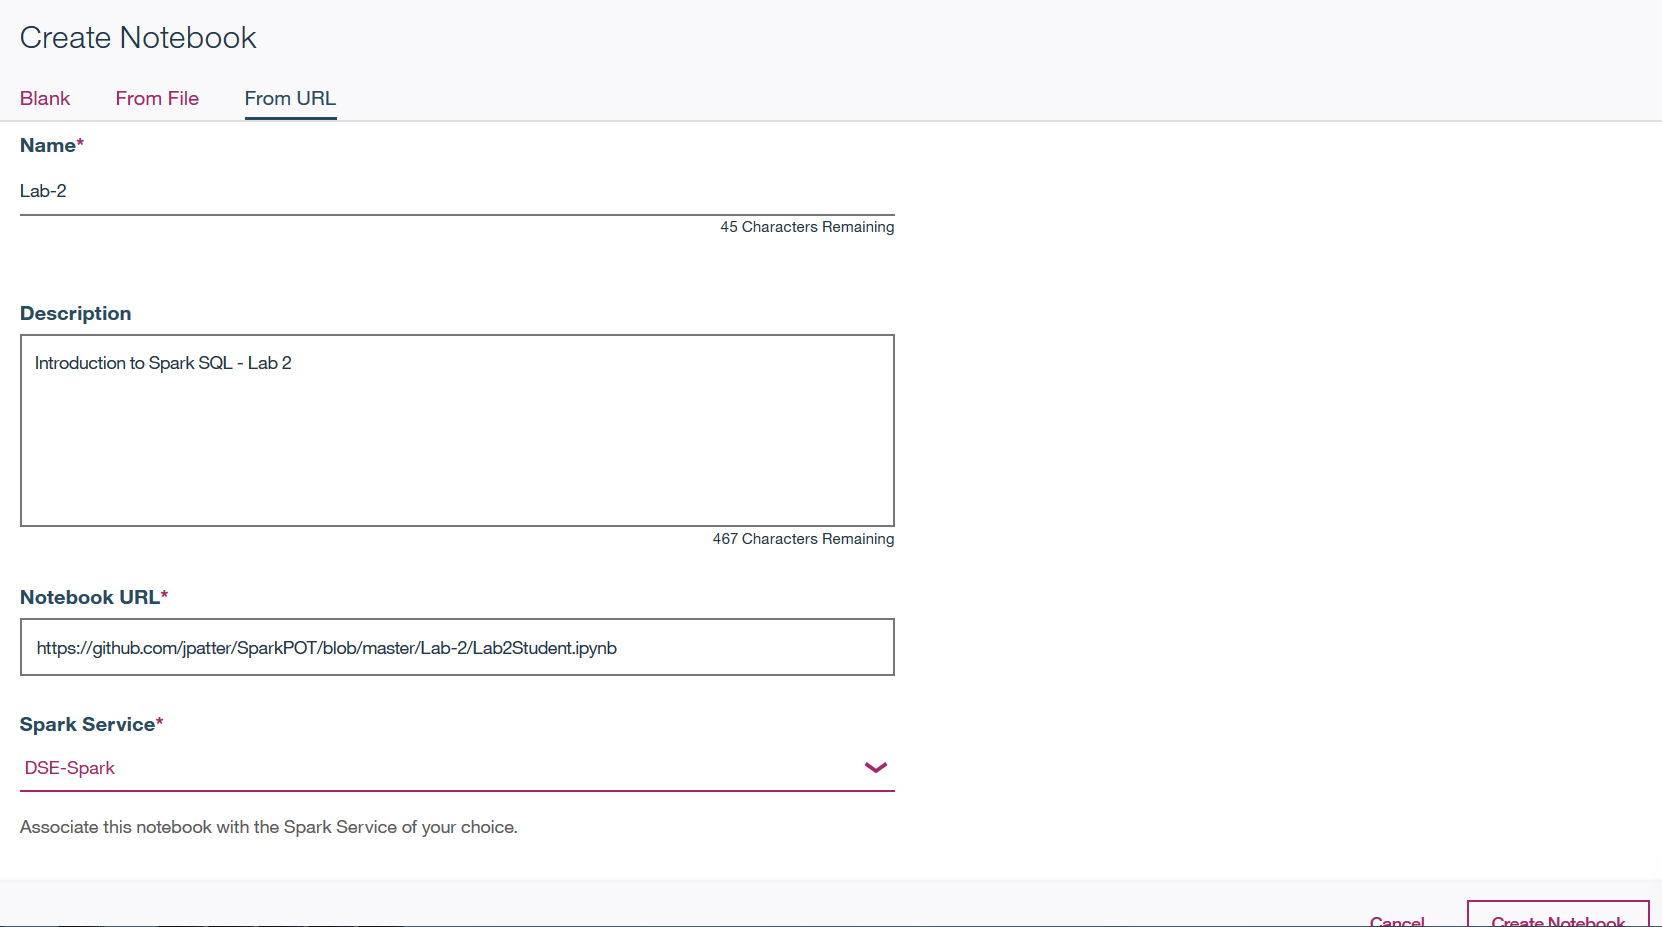 Create Notebook
Blank From File From URL
Name*
Lab-2
45 Characters Remaining
Description
Introduction to Spark SQL - Lab 2
467 Characters Remaining
Notebook URL*
https://github.com/jpatter/SparkPOT/blob/master/Lab-2/Lab2Student.ipynb
Spark Service*
DSE-Spark
Associate this notebook with the Spark Service of your choice.
Cancel Create Notebook